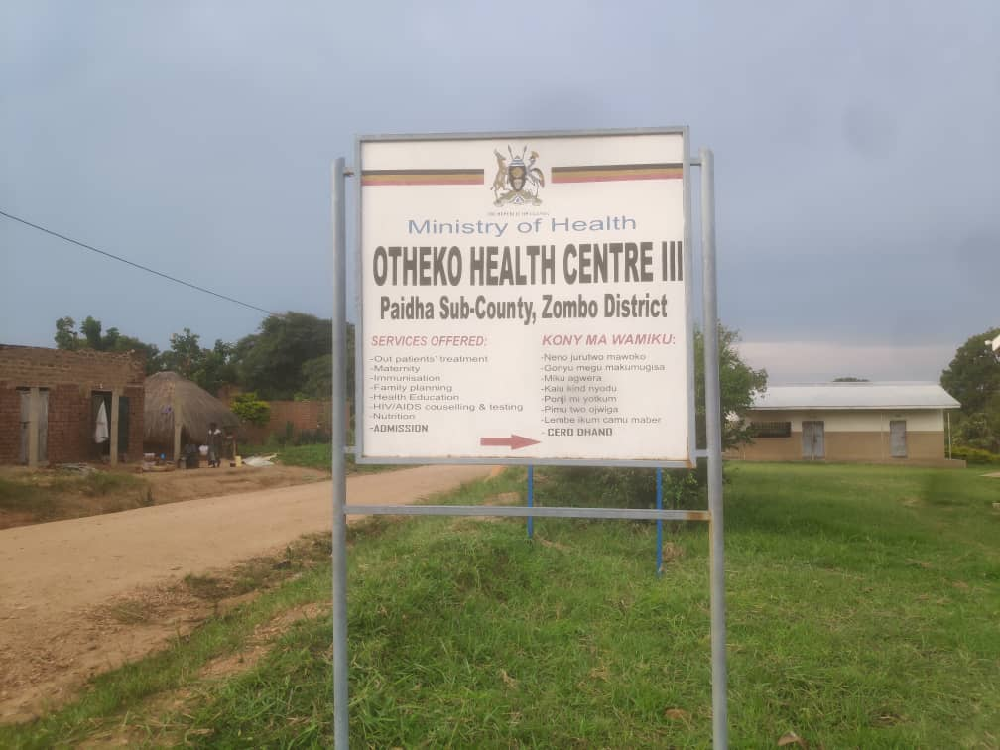 THE REPUBLIC OF UGANDA
Ministry of Health
OTHEKO HEALTH CENTRE III
Paidha Sub-County, Zombo District
SERVICES OFFERED:
-Out patients' treatment
-Maternity
-Immunisation
-Family planning
-Health Education
-HIV/AIDS couselling & testing
-Nutrition
-ADMISSION
KONY MA WAMIKU:
-Neno jurutwo mawoko
-Gonyu megu makumugisa
-Miku agwera
-Kalu kind nyodu
-Ponji mi yotkum
-Pimu two ojwiga
-Lembe ikum camu maber
- CERO DHANO